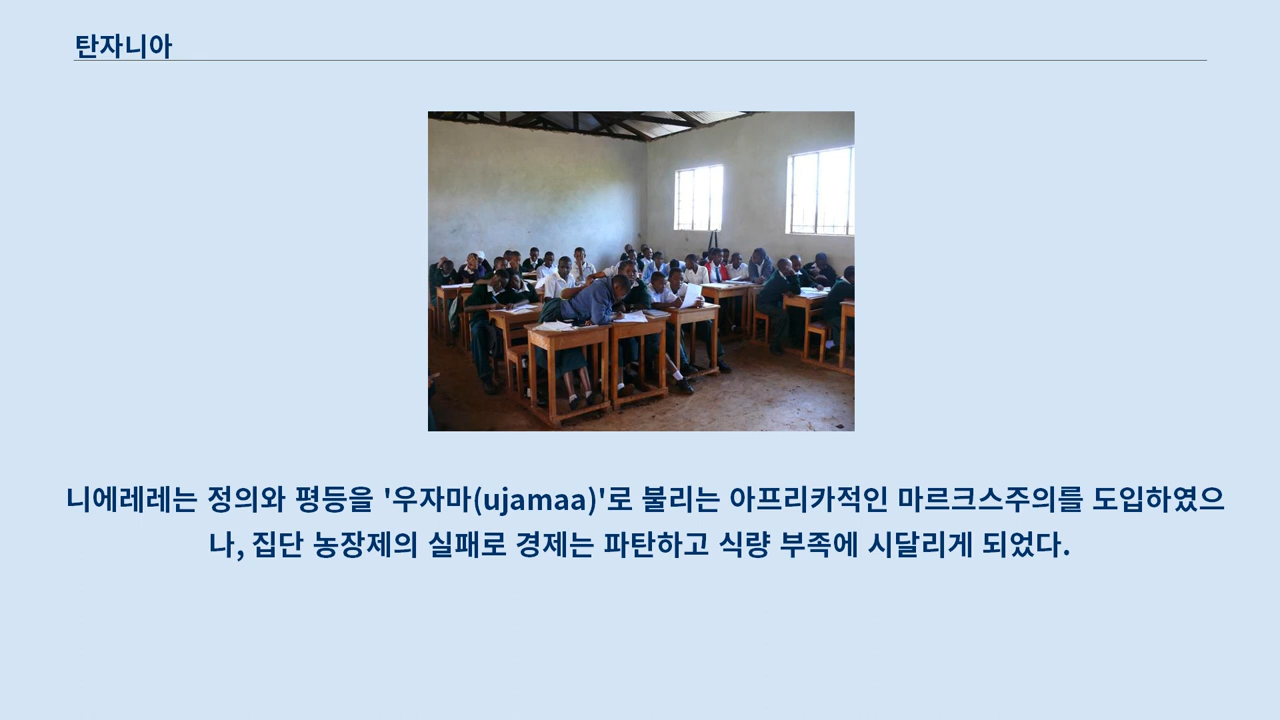 탄자니아
니에레레는 정의와 평등을 '우자마(ujamaa)'로 불리는 아프리카적인 마르크스주의를 도입하였으
나, 집단 농장제의 실패로 경제는 파탄하고 식량 부족에 시달리게 되었다.